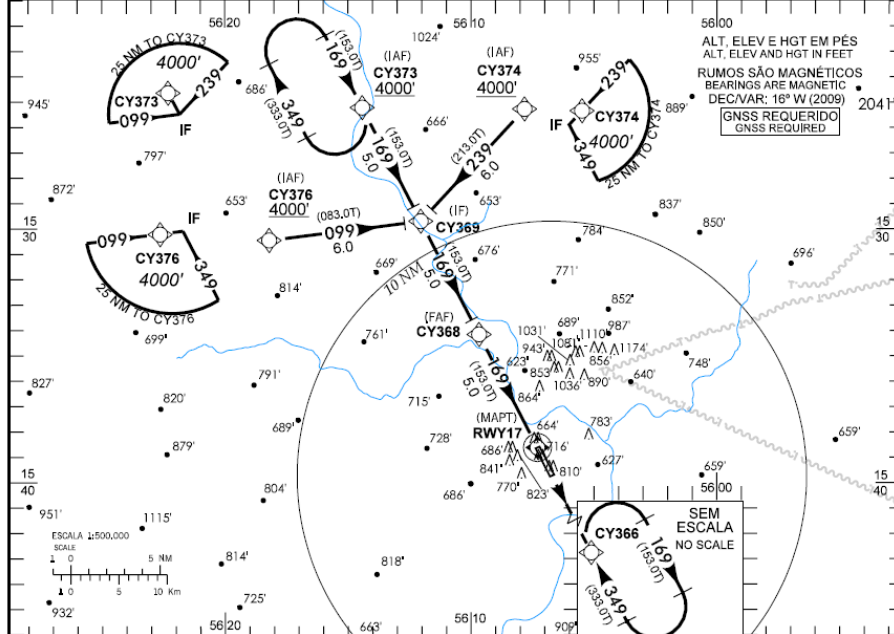 56 20
56 10
56 00
25 NM TO CY373
4000'
CY373
099
239
IF
(153.0T)
169
349
(333.0T)
1024'
(IAF)
CY373
4000'
(IAF)
CY374
4000'
955'
239
IF
CY374
4000'
349
25 NM TO CY374
ALT, ELEV E HGT EM PÉS
ALT, ELEV AND HGT IN FEET
RUMOS SÃO MAGNÉTICOS
BEARINGS ARE MAGNETIC
DEC/VAR: 16º W (2009)
GNSS REQUERIDO
GNSS REQUIRED
889'
2041'
945'
686'
797'
666'
(153.0T)
169
5.0
(213.0T)
239
6.0
872'
653'
(IAF)
CY376
4000'
653'
837'
15
30
15
30
IF
099
CY376
4000'
349
25 NM TO CY376
(083.0T)
099
6.0
(IF)
CY369
784
850'
696'
676'
669'
10 NM
169
(153.0T)
5.0
771'
814'
852'
699'
761'
(FAF)
CY368
1031'
689'
1110'
987'
943'
1174'
623'
853'
856'
748'
1036'
890'
640'
864'
169
(153.0T)
5.0
827'
791'
820'
715'
689'
(MAPT)
RWY17
664'
716'
783'
659'
879'
728'
686'
841'
770'
823'
810'
627'
659'
15
40
15
40
686'
804'
951'
1115'
56 00
SEM
ESCALA
NO SCALE
CY366
169
(153.0T)
349
(333.0T)
ESCALA 1:500,000
SCALE
1 0 5 NM
1 0 5 10 Km
814'
818'
932'
725'
663'
909'
56 20
56 10